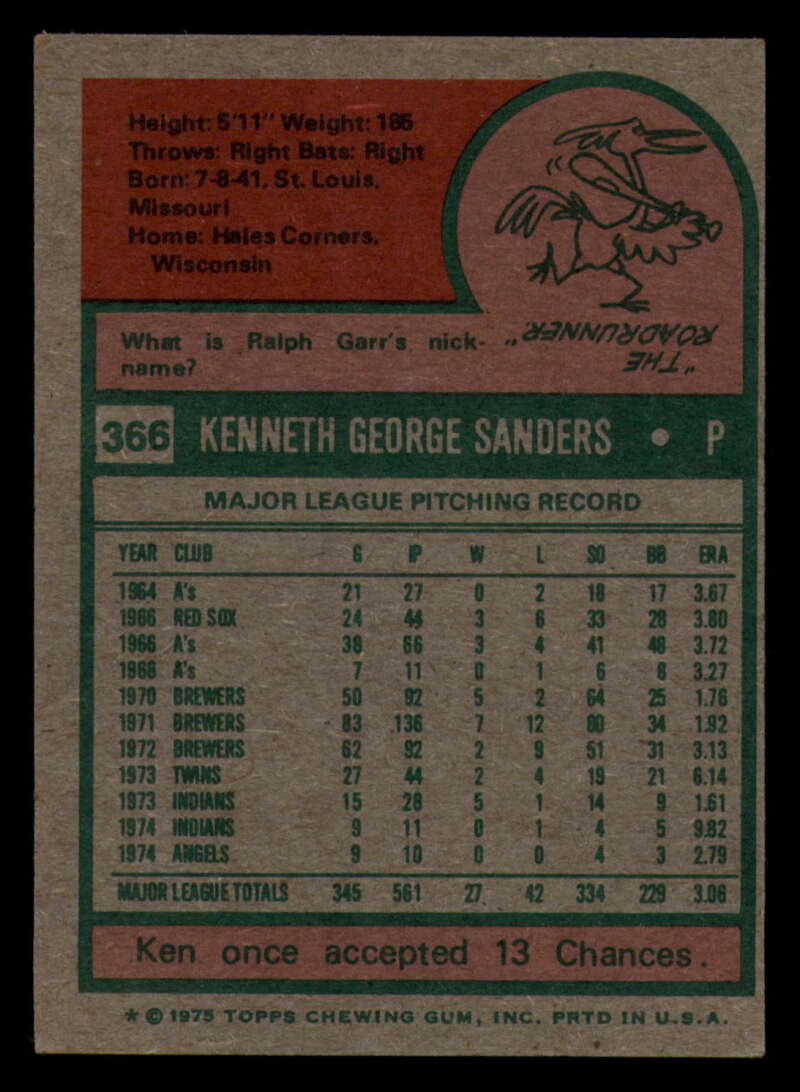 Height: 5'11" Weight: 185
Throws: Right Bats: Right
Born: 7-8-41, St. Louis,
Missouri
Home: Hales Corners,
Wisconsin
What is Ralph Garr's nick-
name?
"THE
ROADRUNNER"
366 KENNETH GEORGE SANDERS • P
MAJOR LEAGUE PITCHING RECORD
YEAR CLUB G IP W L SO BB ERA
1964 A's 21 27 0 2 18 17 3.67
1966 RED SOX 24 44 3 6 33 28 3.80
1966 A's 38 66 3 4 41 48 3.72
1968 A's 7 11 0 1 6 8 3.27
1970 BREWERS 50 92 5 2 64 25 1.76
1971 BREWERS 83 136 7 12 80 34 1.92
1972 BREWERS 62 92 2 9 51 31 3.13
1973 TWINS 27 44 2 4 19 21 6.14
1973 INDIANS 15 28 5 1 14 9 1.61
1974 INDIANS 9 11 0 1 4 5 9.82
1974 ANGELS 9 10 0 0 4 3 2.79
MAJOR LEAGUE TOTALS 345 561 27 42 334 229 3.06
Ken once accepted 13 Chances.
* © 1975 TOPPS CHEWING GUM, INC. PRTD IN U.S.A.